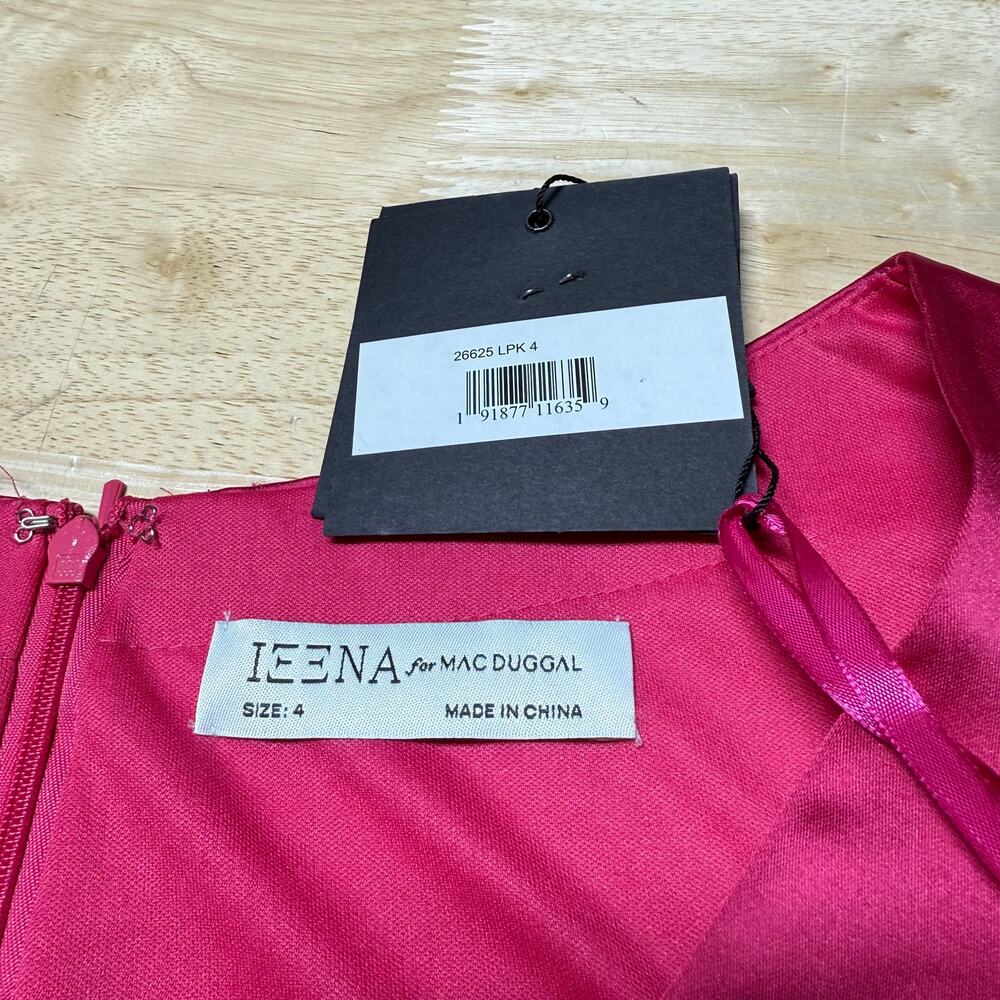 26625 LPK 4
1 91877 11635 9
IEENA for MAC DUGGAL
SIZE: 4 MADE IN CHINA